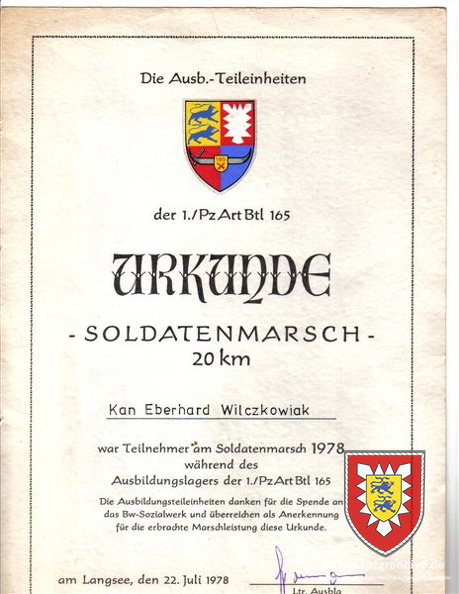 Die Ausb.-Teileinheiten
165
der 1./PzArtBtl 165
URKUNDE
- SOLDATENMARSCH -
20 km
Kan Eberhard Wilczkowiak
war Teilnehmer am Soldatenmarsch 1978
während des
Ausbildungslagers der 1./PzArtBtl 165
Die Ausbildungsteileinheiten danken für die Spende an
das Bw-Sozialwerk und überreichen als Anerkennung
für die erbrachte Marschleistung diese Urkunde.
am Langsee, den 22. Juli 1978
Ltr. Ausbla